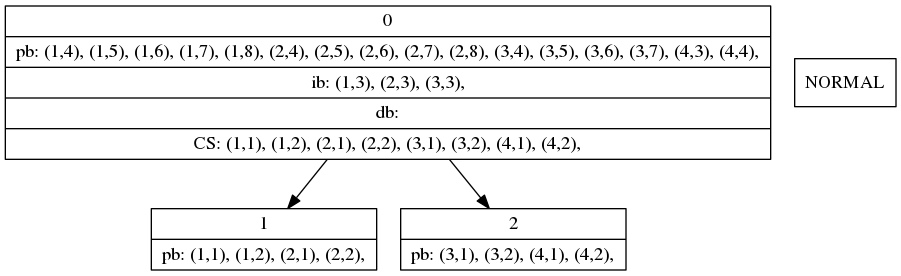 0
pb: (1,4), (1,5), (1,6), (1,7), (1,8), (2,4), (2,5), (2,6), (2,7), (2,8), (3,4), (3,5), (3,6), (3,7), (4,3), (4,4),
ib: (1,3), (2,3), (3,3),
NORMAL
db:
CS: (1,1), (1,2), (2,1), (2,2), (3,1), (3,2), (4,1), (4,2),
1
pb: (1,1), (1,2), (2,1), (2,2),
2
pb: (3,1), (3,2), (4,1), (4,2),